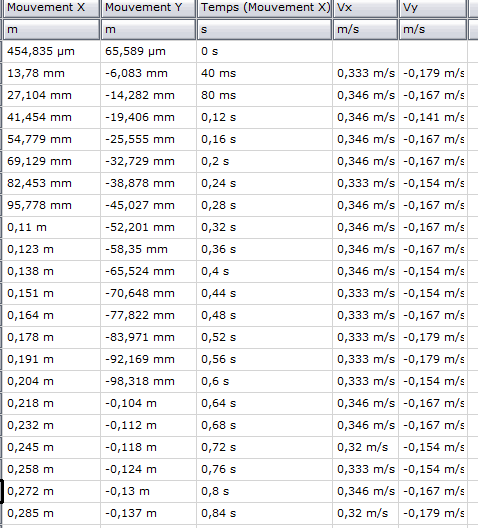 Mouvement X Mouvement Y Temps (Mouvement X) Vx Vy
m m s m/s m/s
454,835 µm 65,589 µm 0 s
13,78 mm -6,083 mm 40 ms 0,333 m/s -0,179 m/s
27,104 mm -14,282 mm 80 ms 0,346 m/s -0,167 m/s
41,454 mm -19,406 mm 0,12 s 0,346 m/s -0,141 m/s
54,779 mm -25,555 mm 0,16 s 0,346 m/s -0,167 m/s
69,129 mm -32,729 mm 0,2 s 0,346 m/s -0,167 m/s
82,453 mm -38,878 mm 0,24 s 0,333 m/s -0,154 m/s
95,778 mm -45,027 mm 0,28 s 0,346 m/s -0,167 m/s
0,11 m -52,201 mm 0,32 s 0,346 m/s -0,167 m/s
0,123 m -58,35 mm 0,36 s 0,346 m/s -0,167 m/s
0,138 m -65,524 mm 0,4 s 0,346 m/s -0,154 m/s
0,151 m -70,648 mm 0,44 s 0,333 m/s -0,154 m/s
0,164 m -77,822 mm 0,48 s 0,333 m/s -0,167 m/s
0,178 m -83,971 mm 0,52 s 0,333 m/s -0,179 m/s
0,191 m -92,169 mm 0,56 s 0,333 m/s -0,179 m/s
0,204 m -98,318 mm 0,6 s 0,333 m/s -0,154 m/s
0,218 m -0,104 m 0,64 s 0,346 m/s -0,167 m/s
0,232 m -0,112 m 0,68 s 0,346 m/s -0,167 m/s
0,245 m -0,118 m 0,72 s 0,32 m/s -0,154 m/s
0,258 m -0,124 m 0,76 s 0,333 m/s -0,154 m/s
0,272 m -0,13 m 0,8 s 0,346 m/s -0,167 m/s
0,285 m -0,137 m 0,84 s 0,32 m/s -0,179 m/s